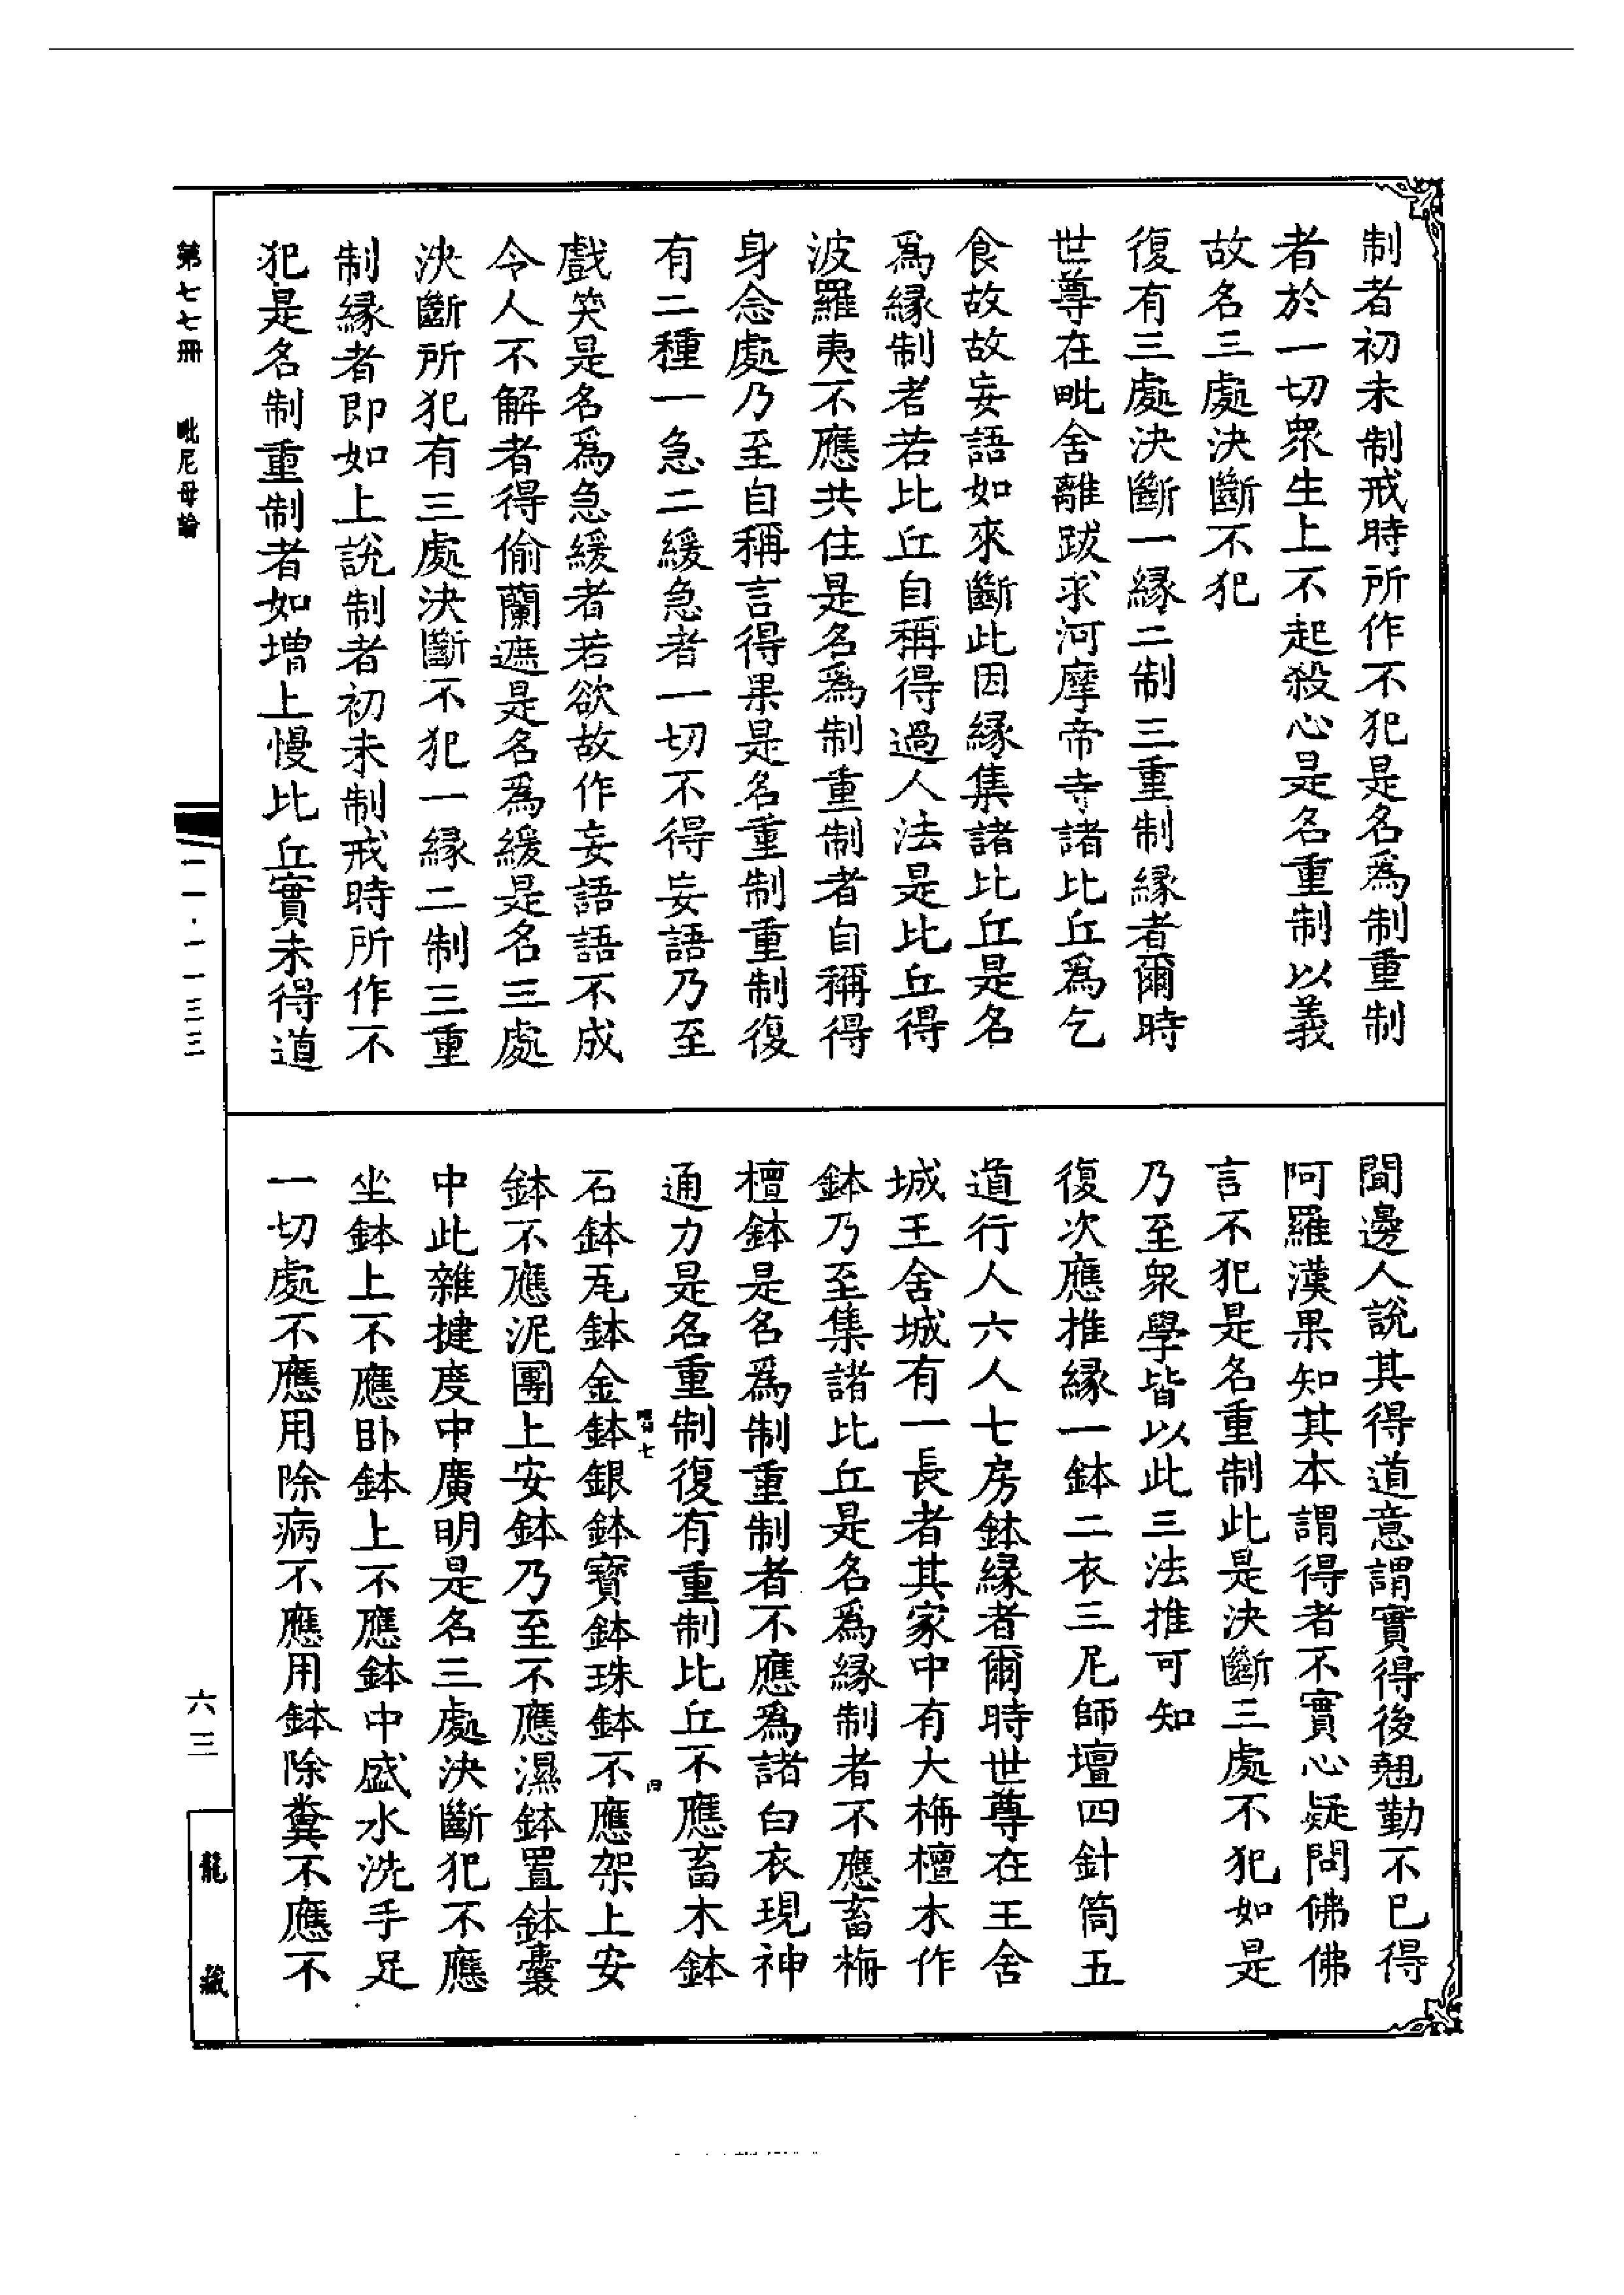 制者初未制戒時所作不犯是名為制重制
者於一切眾生上不起殺心是名重制以義
故名三處決斷不犯
復有三處決斷一緣二制三重制緣者爾時
世尊在毗舍離跋求河摩帝寺諸比丘為乞
食故故妄語如來斷此因緣集諸比丘是名
為緣制者若比丘自稱得過人法是比丘得
波羅夷不應共住是名為制重制者自稱得
身念處乃至自稱言得果是名重制重制復
有二種一急二緩急者一切不得妄語乃至
戲笑是名為急緩者若欲故作妄語語不成
令人不解者得偷蘭遮是名為緩是名三處
決斷所犯有三處決斷不犯一緣二制三重
制緣者即如上說制者初未制戒時所作不
犯是名制重制者如增上慢比丘實未得道
聞邊人說其得道意謂實得後翹勤不已得
阿羅漢果知其本謂得者不實心疑問佛佛
言不犯是名重制此是決斷三處不犯如是
乃至眾學皆以此三法推可知
復次應推緣一鉢二衣三尼師壇四針筒五
道行人六人七房鉢緣者爾時世尊在王舍
城王舍城有一長者其家中有大栴檀木作
鉢乃至集諸比丘是名為緣制者不應畜栴
檀鉢是名為制重制者不應為諸白衣現神
通力是名重制復有重制比丘不應畜木鉢
石鉢瓦鉢金鉢銀鉢寶鉢珠鉢不應架上安
鉢不應泥團上安鉢乃至不應濕鉢置鉢囊
中此雜揵度中廣明是名三處決斷犯不應
坐鉢上不應臥鉢上不應鉢中盛水洗手足
一切處不應用除病不應用鉢除糞不應不
第七七冊 毗尼母論
一一·一一三三
六三
龍藏